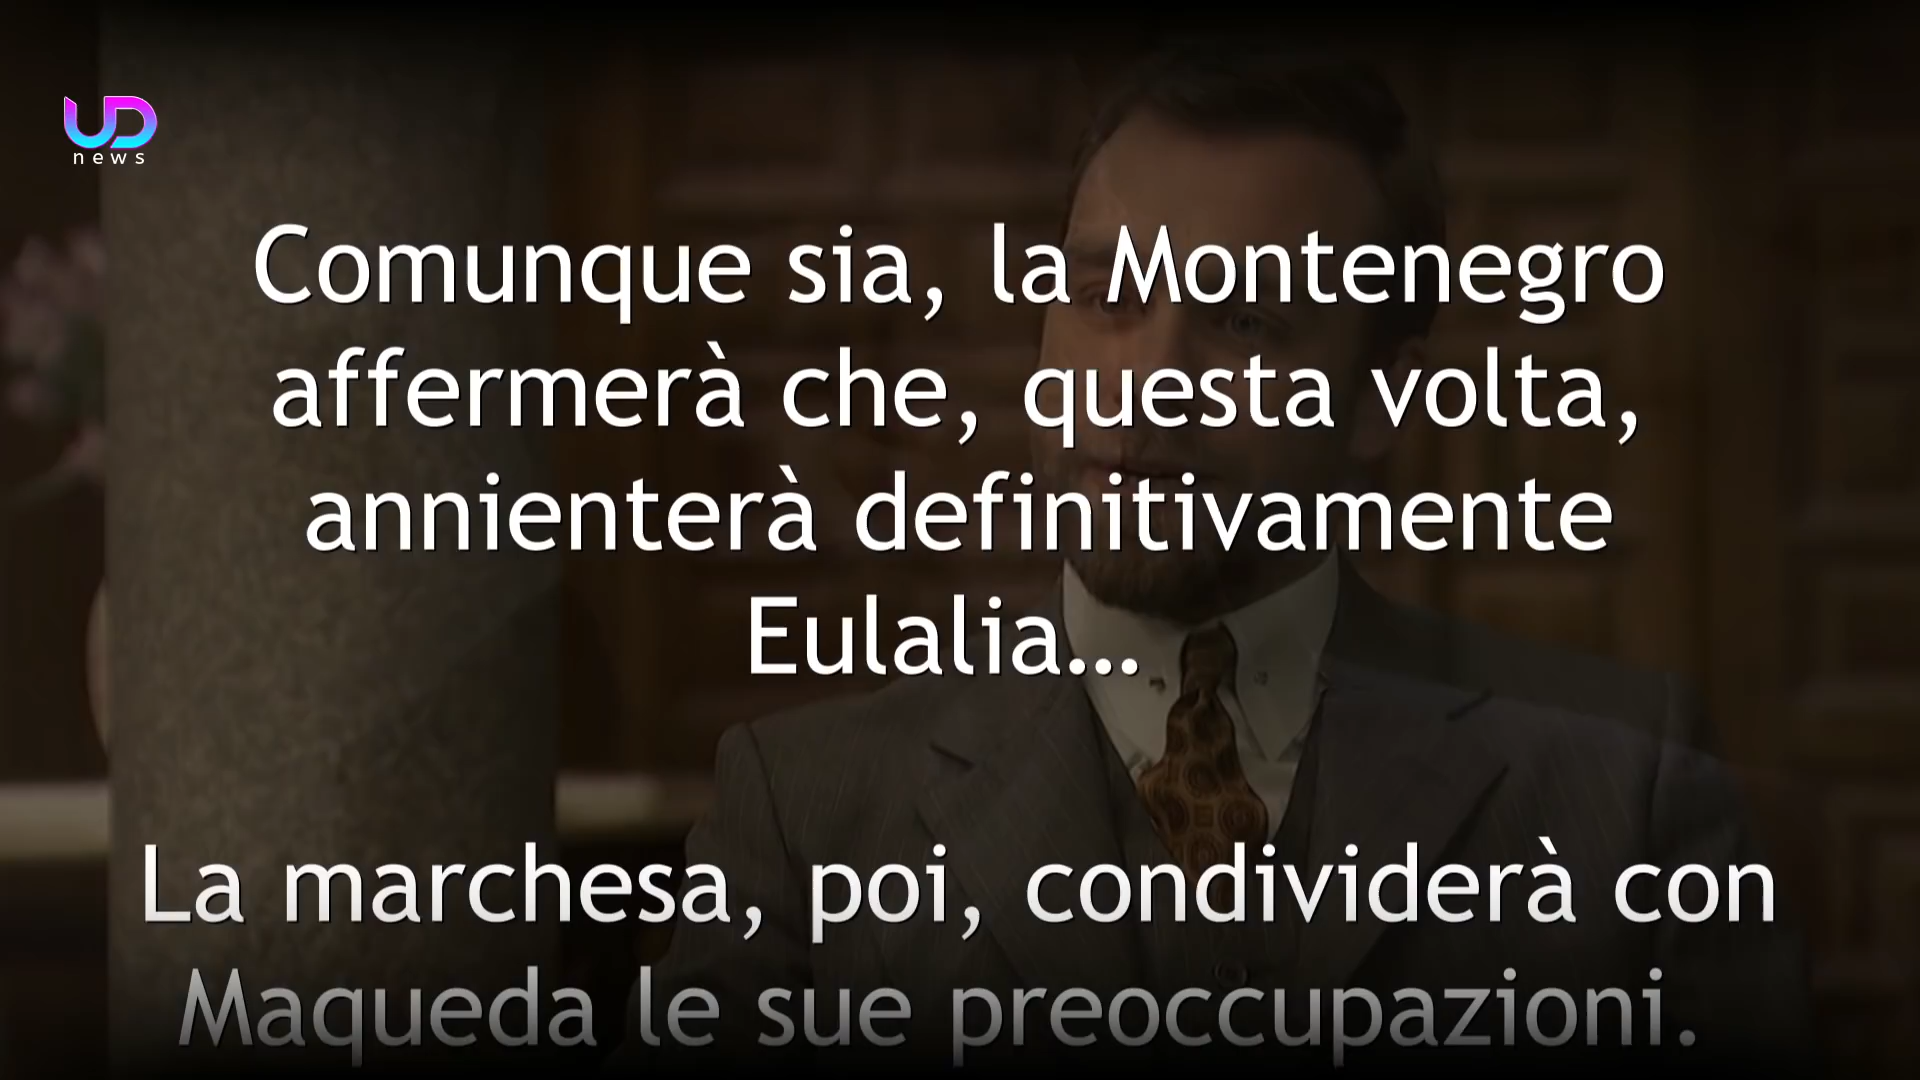 UD
news
Comunque sia, la Montenegro
affermerà che, questa volta,
annienterà definitivamente
Eulalia...
La marchesa, poi, condividerà con
Maqueda le sue preoccupazioni.